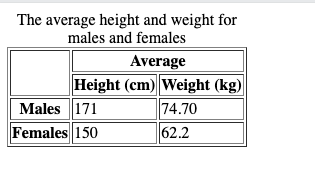 The average height and weight for
males and females
Average
Height (cm) Weight (kg)
Males 171 74.70
Females 150 62.2